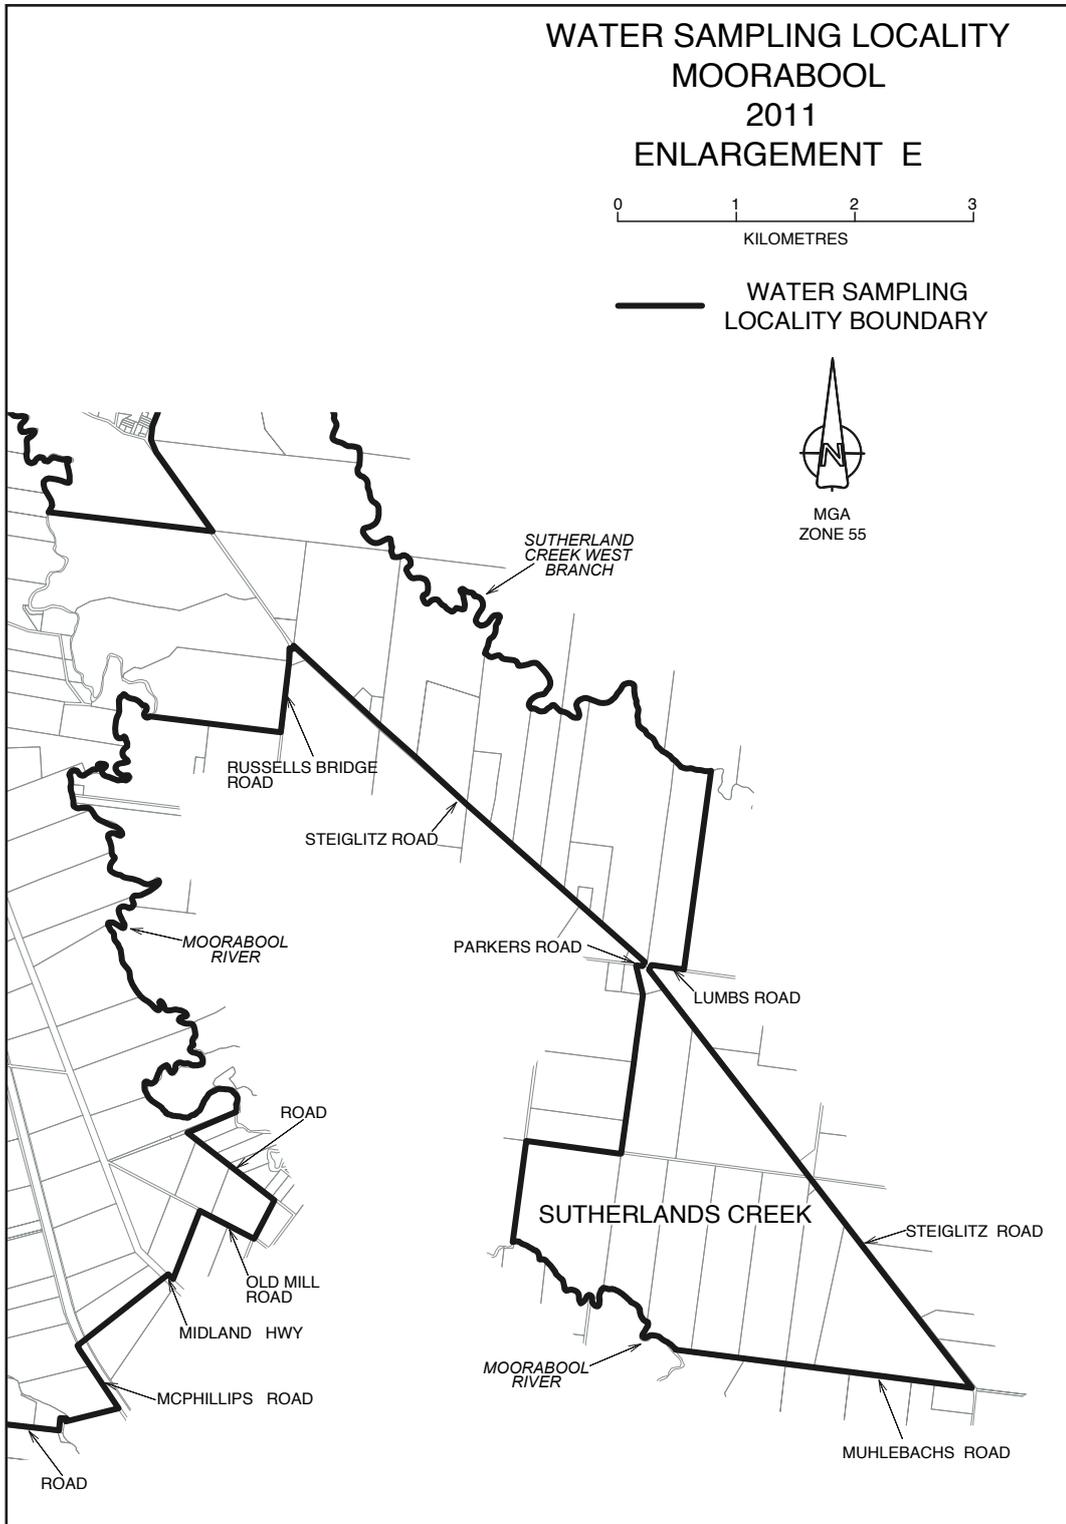 WATER SAMPLING LOCALITY
MOORABOOL
2011
ENLARGEMENT E
0 1 2 3
KILOMETRES
WATER SAMPLING
LOCALITY BOUNDARY
N
MGA
ZONE 55
SUTHERLAND
CREEK WEST
BRANCH
RUSSELLS BRIDGE
ROAD
STEIGLITZ ROAD
MOORABOOL
RIVER
PARKERS ROAD
LUMBS ROAD
ROAD
SUTHERLANDS CREEK
STEIGLITZ ROAD
OLD MILL
ROAD
MIDLAND HWY
MOORABOOL
RIVER
MCPHILLIPS ROAD
MUHLEBACHS ROAD
ROAD